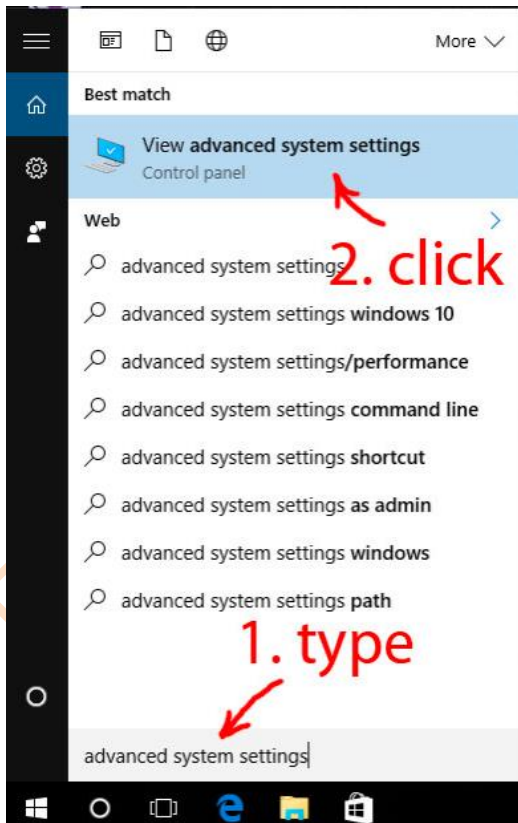 More
Best match
View advanced system settings
Control panel
Web
advanced system settings
2. click
advanced system settings windows 10
advanced system settings/performance
advanced system settings command line
advanced system settings shortcut
advanced system settings as admin
advanced system settings windows
advanced system settings path
1. type
advanced system settings